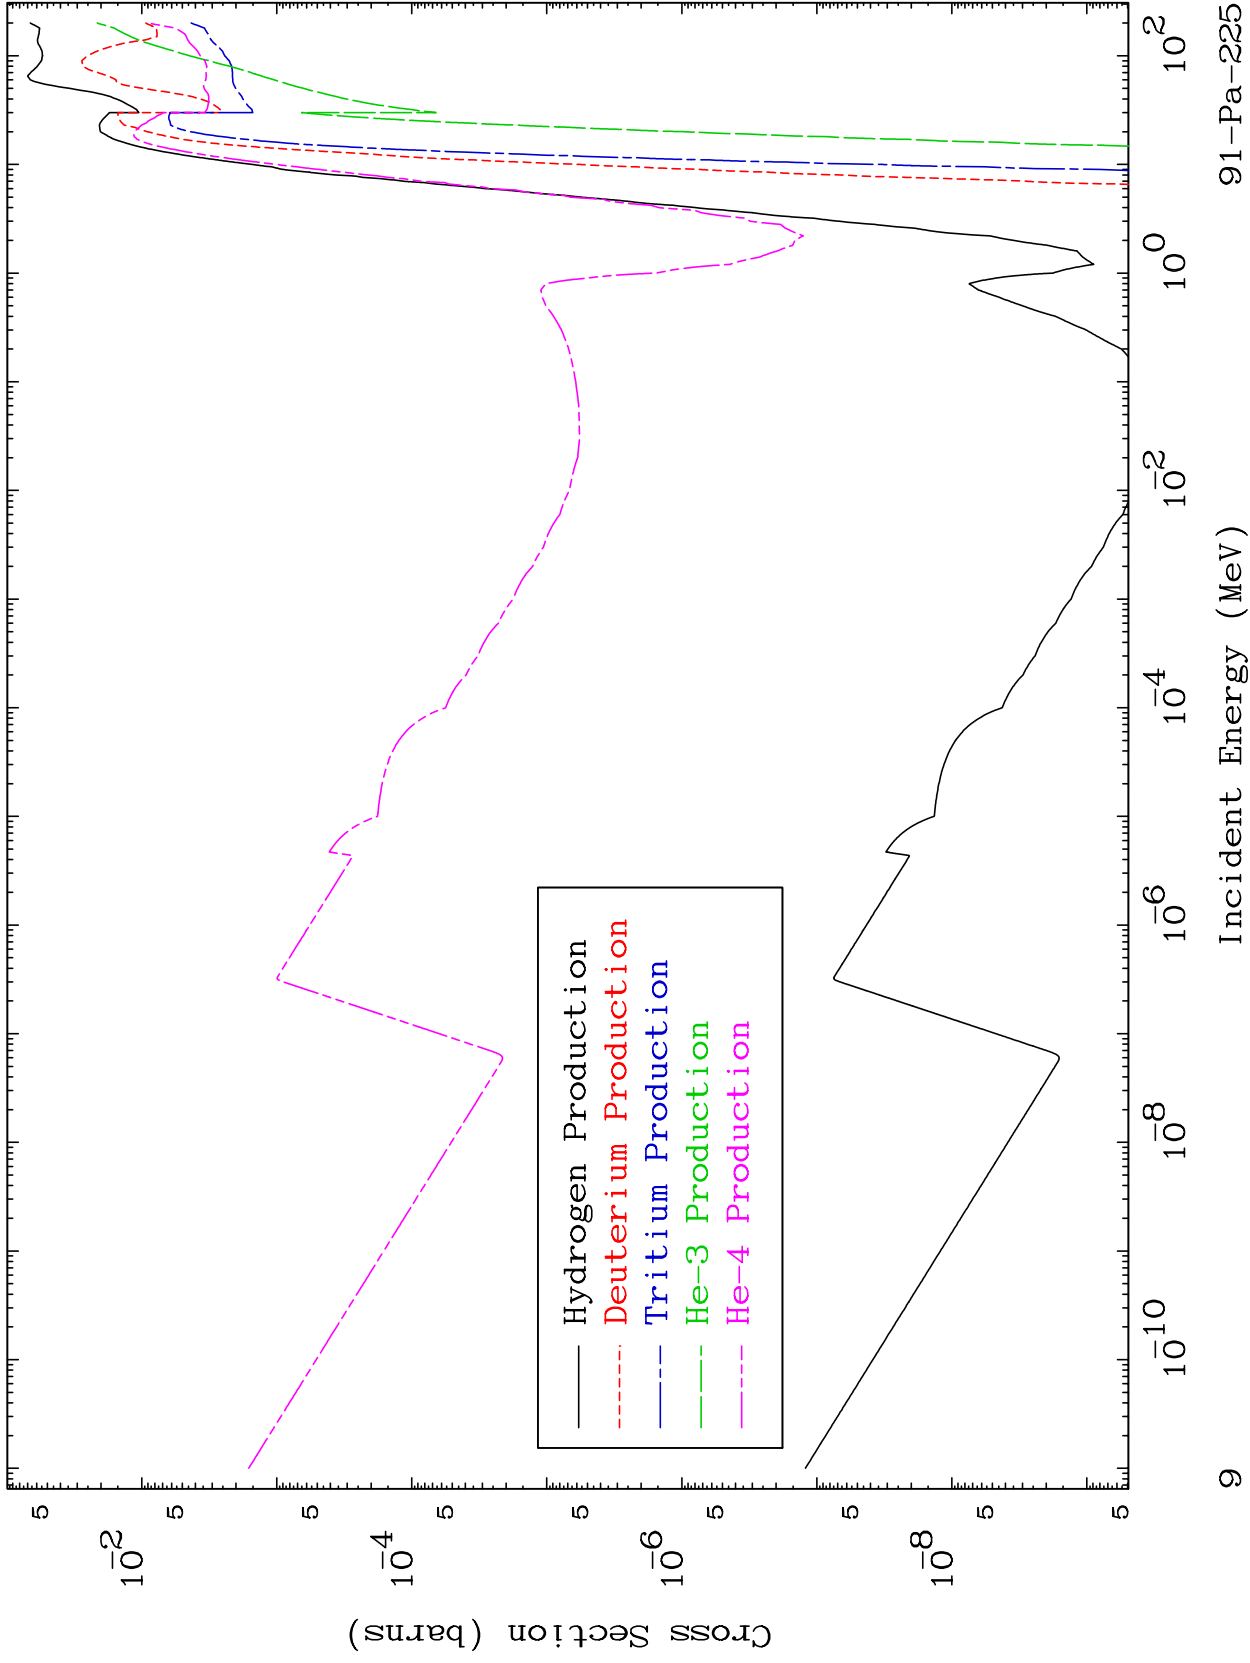 Cross Section (barns)
5
10-2
5
5
10-4
5
5
10-6
5
5
10-8
5
5
Hydrogen Production
Deuterium Production
Tritium Production
He-3 Production
He-4 Production
10-10
10-8
10-6
10-4
10-2
10 0
10 2
Incident Energy (MeV)
9
91-Pa-225